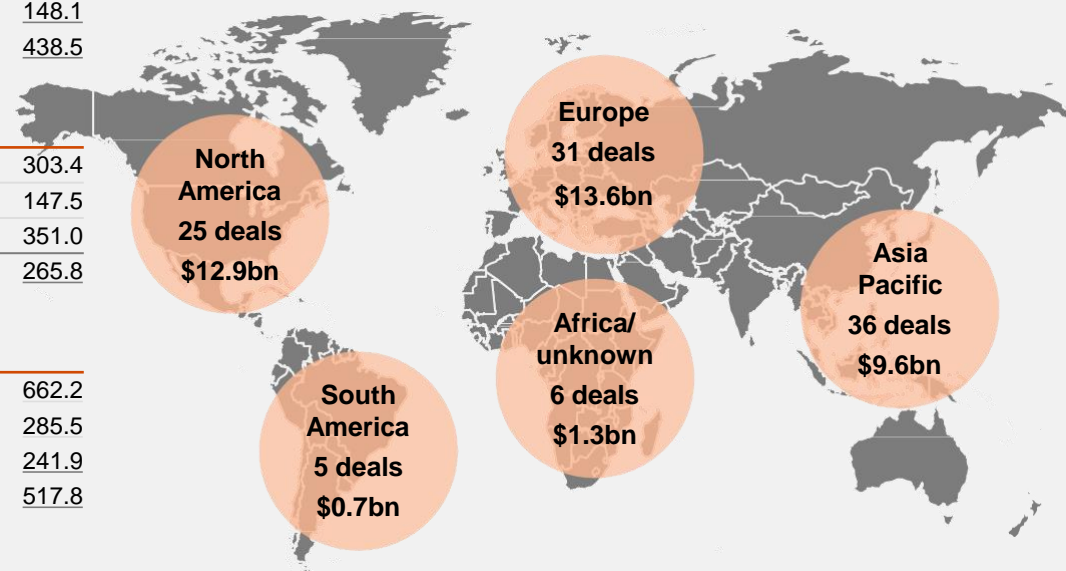 148.1
438.5
303.4
147.5
351.0
265.8
662.2
285.5
241.9
517.8
North
America
25 deals
$12.9bn
Europe
31 deals
$13.6bn
Asia
Pacific
36 deals
$9.6bn
Africa/
unknown
6 deals
$1.3bn
South
America
5 deals
$0.7bn